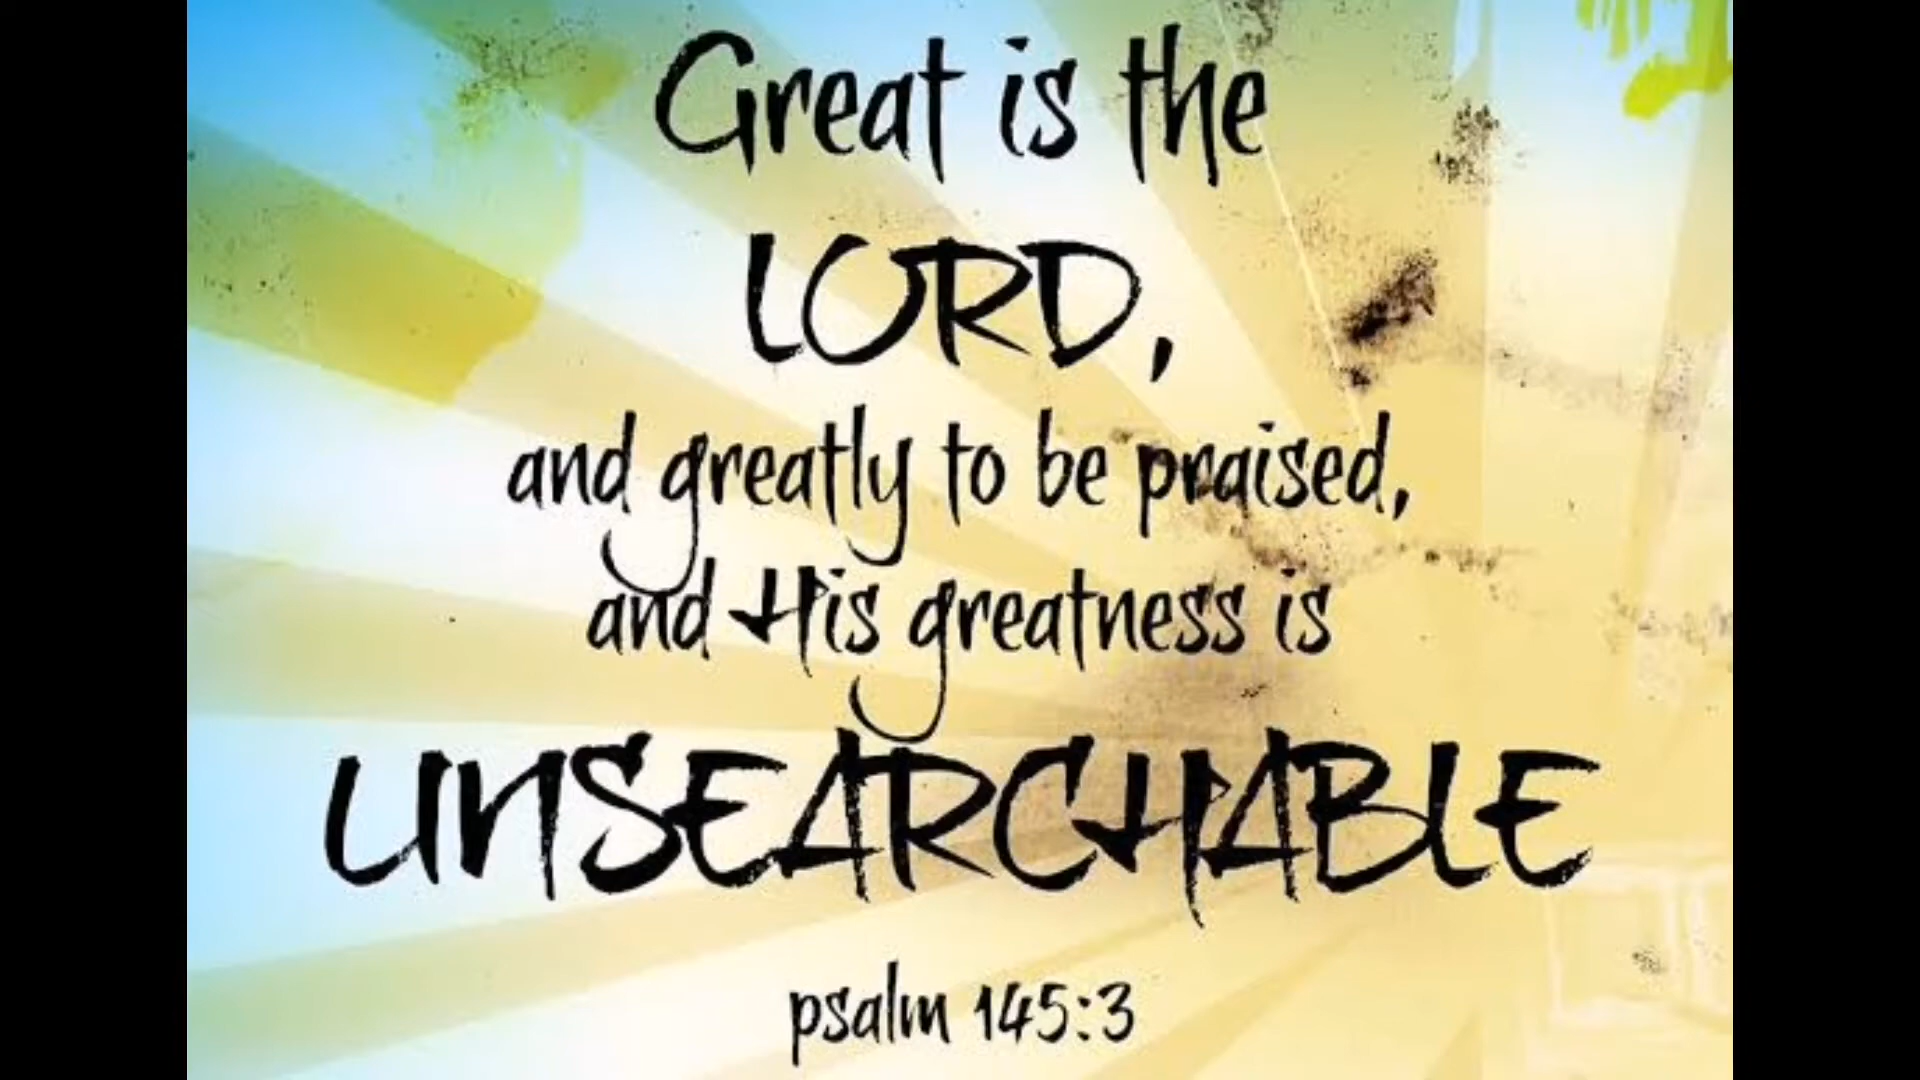 Great is the
LORD,
and greatly to be praised,
and His greatness is
UNSEARCHABLE
psalm 145:3